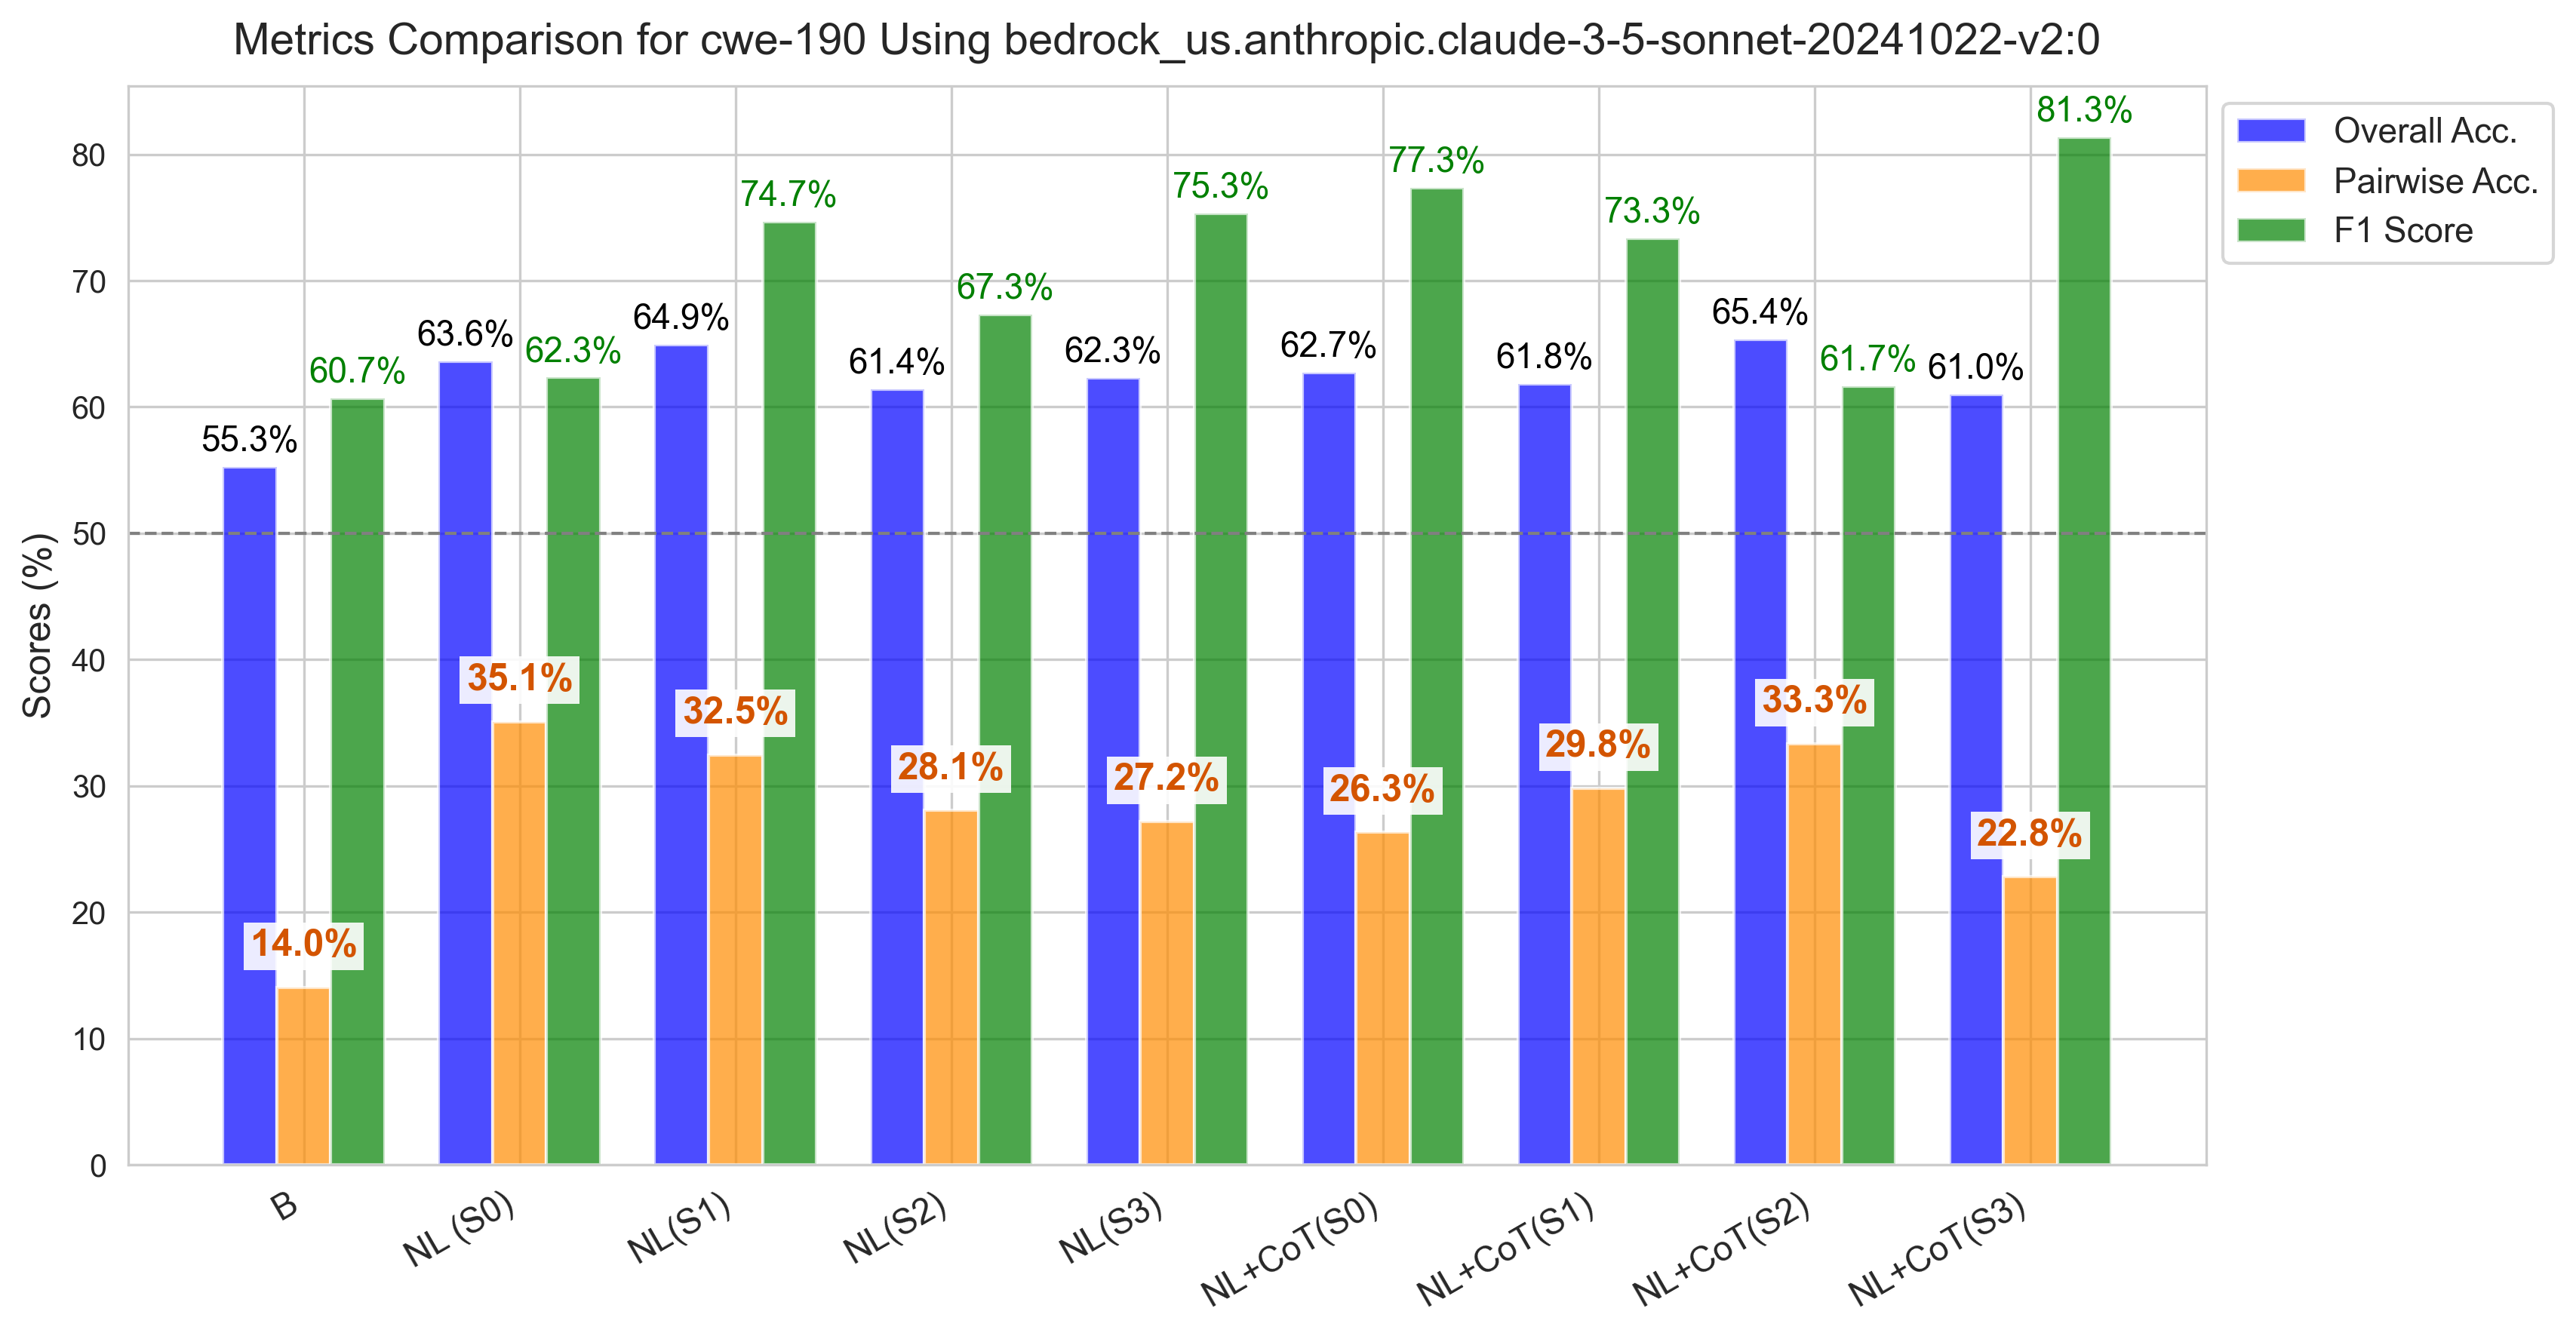 Metrics Comparison for cwe-190 Using bedrock_us.anthropic.claude-3-5-sonnet-20241022-v2:0
Overall Acc.
Pairwise Acc.
F1 Score
Scores (%)
80
70
60
50
40
30
20
10
0
55.3%
14.0%
60.7%
63.6%
35.1%
62.3%
64.9%
32.5%
74.7%
61.4%
28.1%
67.3%
62.3%
27.2%
75.3%
62.7%
26.3%
77.3%
61.8%
29.8%
73.3%
65.4%
33.3%
61.7%
61.0%
22.8%
81.3%
B
NL (S0)
NL(S1)
NL(S2)
NL(S3)
NL+CoT(S0)
NL+CoT(S1)
NL+CoT(S2)
NL+CoT(S3)